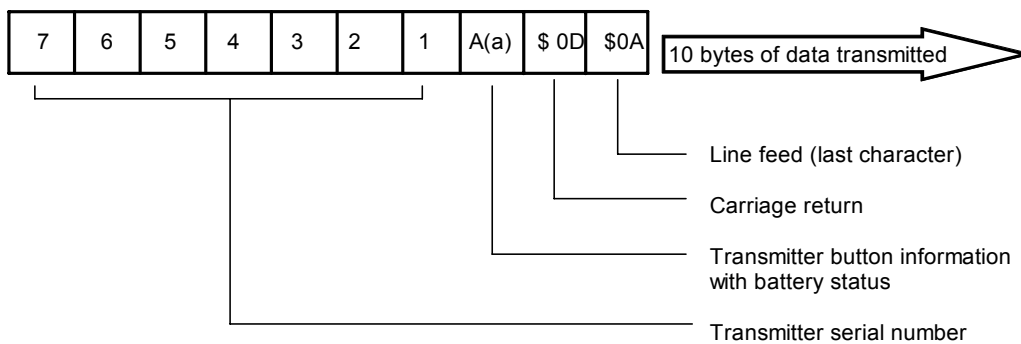 7 6 5 4 3 2 1 A(a) $ 0D $0A
10 bytes of data transmitted
Line feed (last character)
Carriage return
Transmitter button information
with battery status
Transmitter serial number